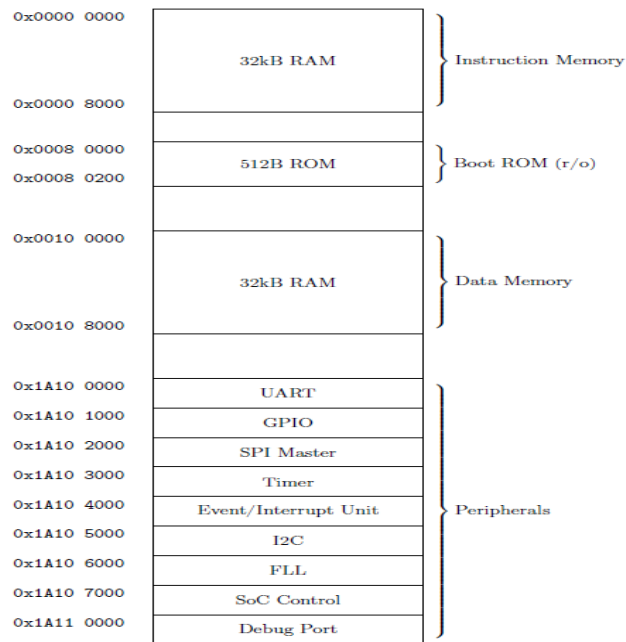 0x0000 0000
32kB RAM
Instruction Memory
0x0000 8000
0x0008 0000
512B ROM
Boot ROM (r/o)
0x0008 0200
0x0010 0000
32kB RAM
Data Memory
0x0010 8000
0x1A10 0000
UART
0x1A10 1000
GPIO
0x1A10 2000
SPI Master
0x1A10 3000
Timer
0x1A10 4000
Event/Interrupt Unit
Peripherals
0x1A10 5000
I2C
0x1A10 6000
FLL
0x1A10 7000
SoC Control
0x1A11 0000
Debug Port